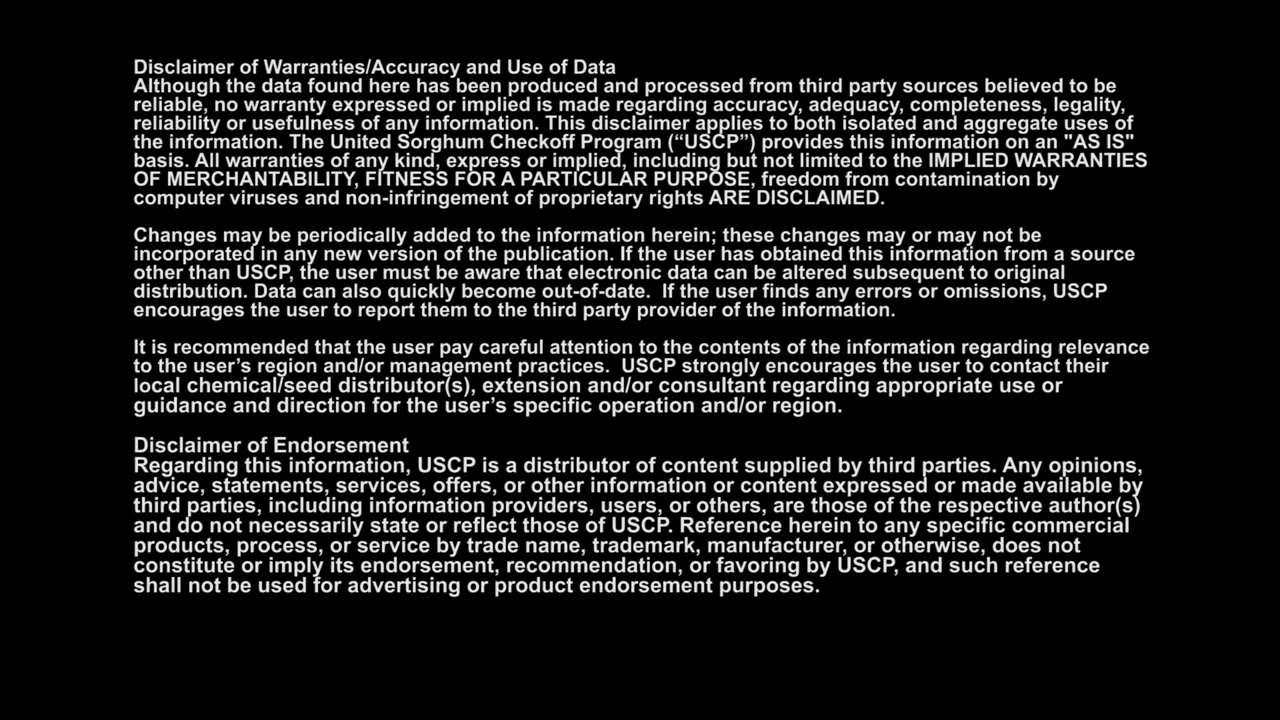 Disclaimer of Warranties/Accuracy and Use of Data
Although the data found here has been produced and processed from third party sources believed to be
reliable, no warranty expressed or implied is made regarding accuracy, adequacy, completeness, legality,
reliability or usefulness of any information. This disclaimer applies to both isolated and aggregate uses of
the information. The United Sorghum Checkoff Program (“USCP”) provides this information on an "AS IS"
basis. All warranties of any kind, express or implied, including but not limited to the IMPLIED WARRANTIES
OF MERCHANTABILITY, FITNESS FOR A PARTICULAR PURPOSE, freedom from contamination by
computer viruses and non-infringement of proprietary rights ARE DISCLAIMED.
Changes may be periodically added to the information herein; these changes may or may not be
incorporated in any new version of the publication. If the user has obtained this information from a source
other than USCP, the user must be aware that electronic data can be altered subsequent to original
distribution. Data can also quickly become out-of-date.  If the user finds any errors or omissions, USCP
encourages the user to report them to the third party provider of the information.
It is recommended that the user pay careful attention to the contents of the information regarding relevance
to the user’s region and/or management practices.  USCP strongly encourages the user to contact their
local chemical/seed distributor(s), extension and/or consultant regarding appropriate use or
guidance and direction for the user’s specific operation and/or region.
Disclaimer of Endorsement
Regarding this information, USCP is a distributor of content supplied by third parties. Any opinions,
advice, statements, services, offers, or other information or content expressed or made available by
third parties, including information providers, users, or others, are those of the respective author(s)
and do not necessarily state or reflect those of USCP. Reference herein to any specific commercial
products, process, or service by trade name, trademark, manufacturer, or otherwise, does not
constitute or imply its endorsement, recommendation, or favoring by USCP, and such reference
shall not be used for advertising or product endorsement purposes.